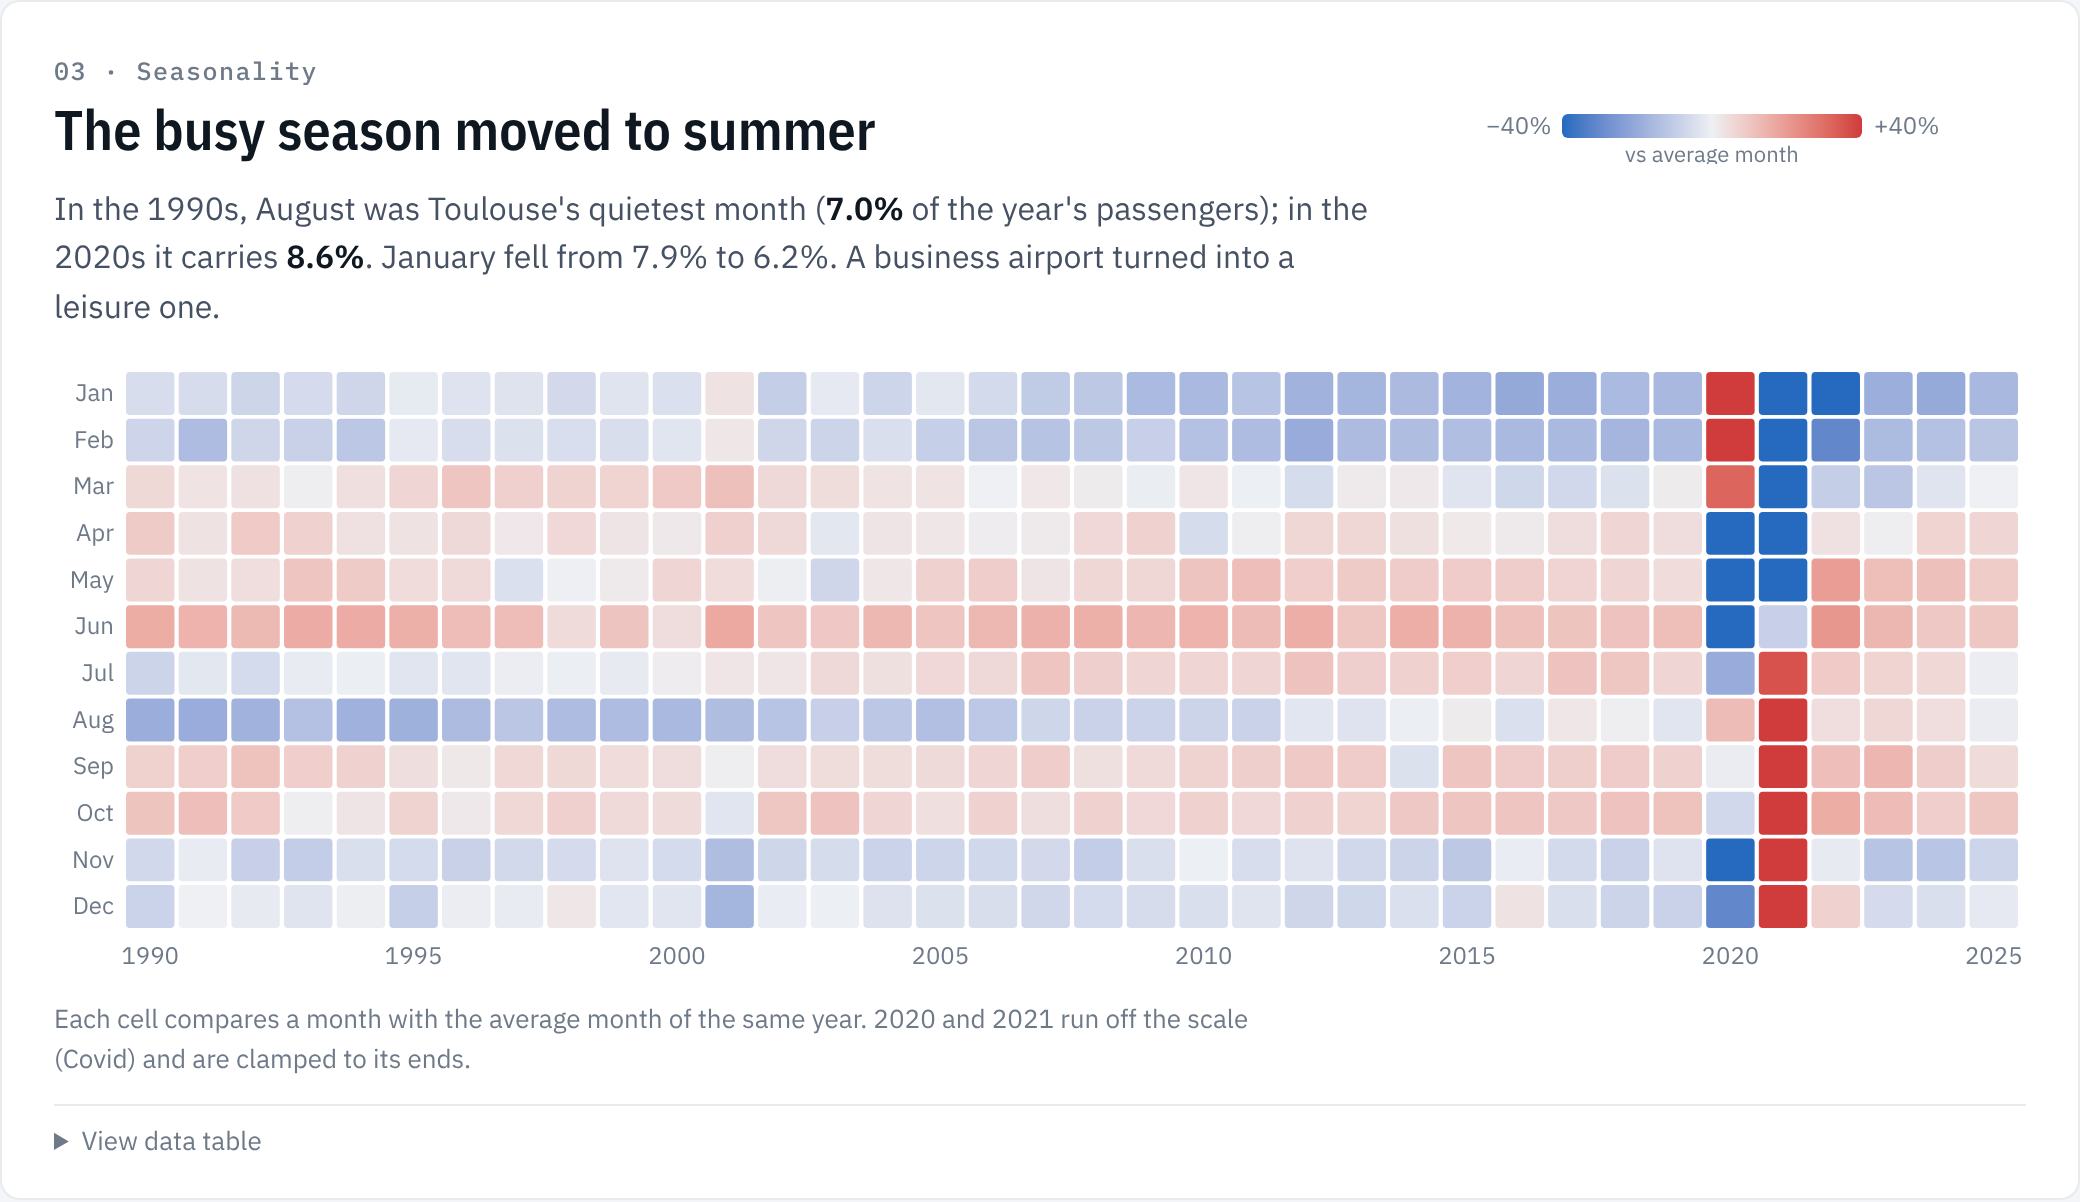 03 · Seasonality
The busy season moved to summer
−40%
+40%
vs average month
In the 1990s, August was Toulouse's quietest month (7.0% of the year's passengers); in the
2020s it carries 8.6%. January fell from 7.9% to 6.2%. A business airport turned into a
leisure one.
Jan
Feb
Mar
Apr
May
Jun
Jul
Aug
Sep
Oct
Nov
Dec
1990 1995 2000 2005 2010 2015 2020 2025
Each cell compares a month with the average month of the same year. 2020 and 2021 run off the scale
(Covid) and are clamped to its ends.
View data table